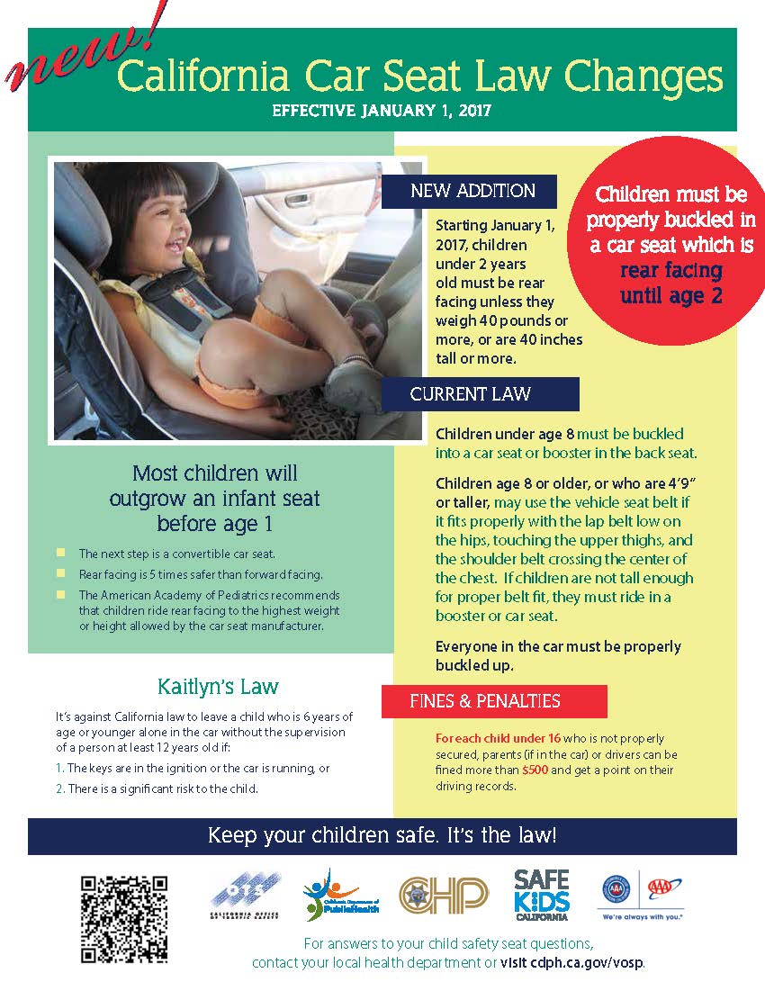 new!
California Car Seat Law Changes
EFFECTIVE JANUARY 1, 2017
NEW ADDITION
Starting January 1,
2017, children
under 2 years
old must be rear
facing unless they
weigh 40 pounds or
more, or are 40 inches
tall or more.
Children must be
properly buckled in
a car seat which is
rear facing
until age 2
CURRENT LAW
Children under age 8 must be buckled
into a car seat or booster in the back seat.
Children age 8 or older, or who are 4’9”
or taller, may use the vehicle seat belt if
it fits properly with the lap belt low on
the hips, touching the upper thighs, and
the shoulder belt crossing the center of
the chest.  If children are not tall enough
for proper belt fit, they must ride in a
booster or car seat.
Everyone in the car must be properly
buckled up.
Most children will
outgrow an infant seat
before age 1
The next step is a convertible car seat.
Rear facing is 5 times safer than forward facing.
The American Academy of Pediatrics recommends
that children ride rear facing to the highest weight
or height allowed by the car seat manufacturer.
Kaitlyn’s Law
It’s against California law to leave a child who is 6 years of
age or younger alone in the car without the supervision
of a person at least 12 years old if:
1. The keys are in the ignition or the car is running, or
2. There is a significant risk to the child.
FINES & PENALTIES
For each child under 16 who is not properly
secured, parents (if in the car) or drivers can be
fined more than $500 and get a point on their
driving records.
Keep your children safe. It’s the law!
OTS
CALIFORNIA OFFICE
OF TRAFFIC SAFETY
California Department of
PublicHealth
CHP
SAFE
KIDS
CALIFORNIA
AAA
AAA
We’re always with you.®
For answers to your child safety seat questions,
contact your local health department or visit cdph.ca.gov/vosp.